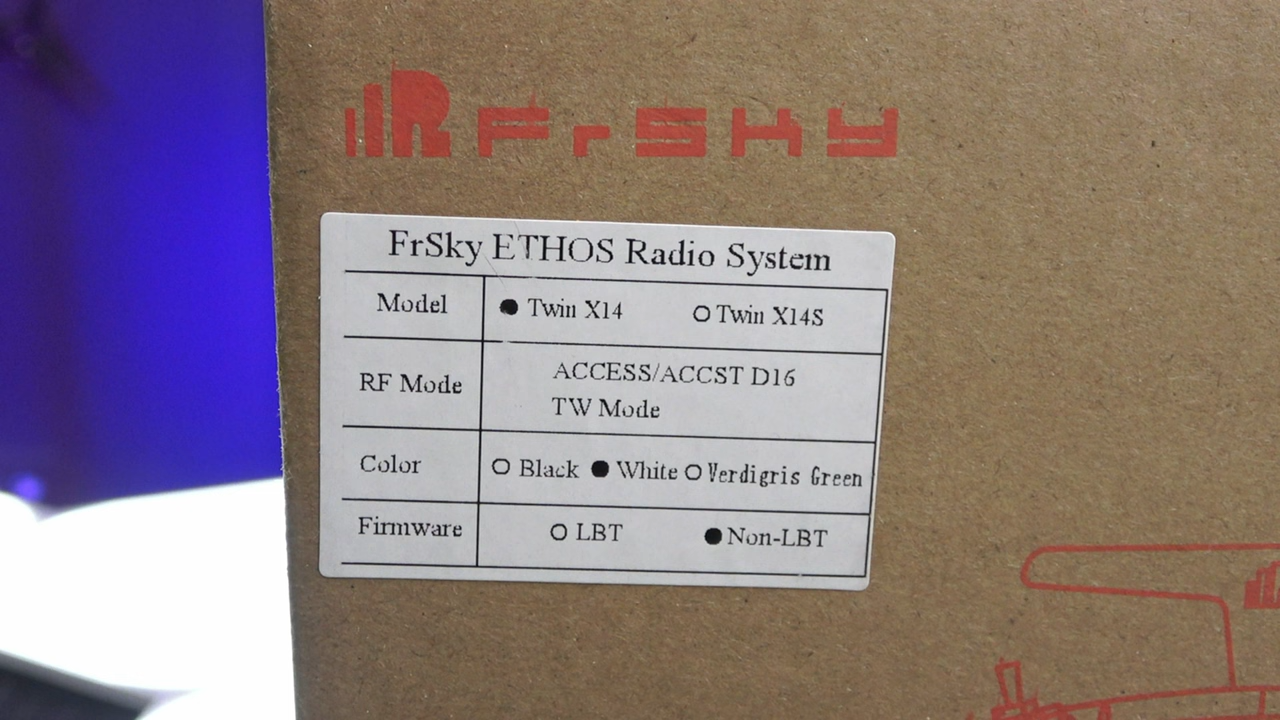 FrSky
FrSky ETHOS Radio System
Model ● Twin X14 ○ Twin X14S
RF Mode ACCESS/ACCST D16
TW Mode
Color ○ Black ● White ○ Verdigris Green
Firmware ○ LBT ● Non-LBT